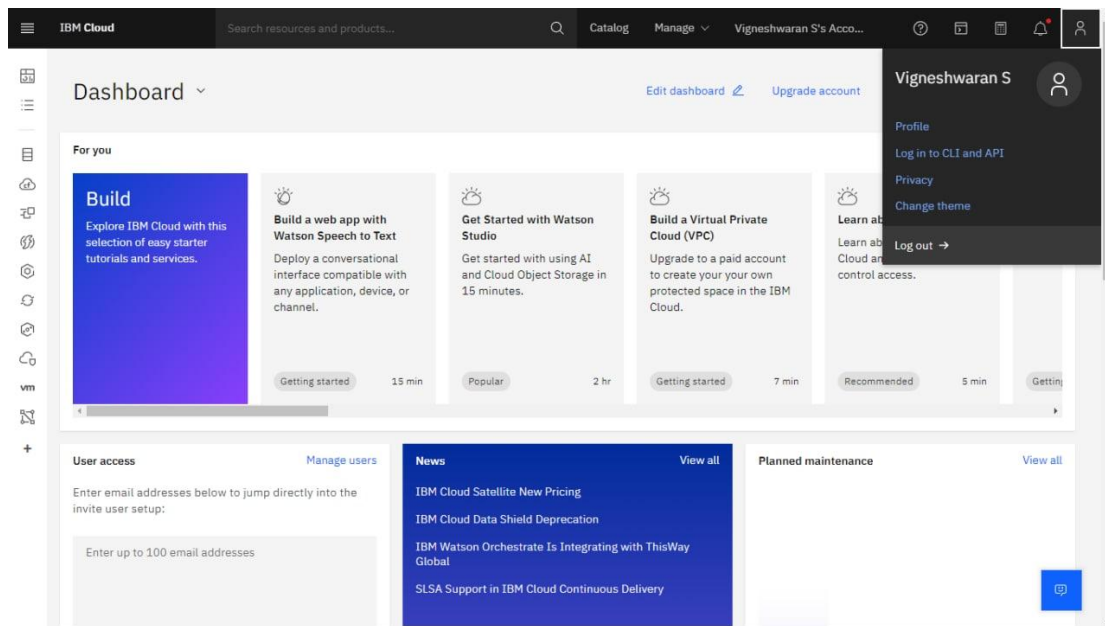 IBM Cloud
Search resources and products...
Catalog
Manage
Vigneshwaran S's Acco...
Vigneshwaran S
Profile
Log in to CLI and API
Privacy
Change theme
Log out →
Dashboard
Edit dashboard
Upgrade account
For you
Build
Explore IBM Cloud with this
selection of easy starter
tutorials and services.
Build a web app with
Watson Speech to Text
Deploy a conversational
interface compatible with
any application, device, or
channel.
Getting started
15 min
Get Started with Watson
Studio
Get started with using AI
and Cloud Object Storage in
15 minutes.
Popular
2 hr
Build a Virtual Private
Cloud (VPC)
Upgrade to a paid account
to create your your own
protected space in the IBM
Cloud.
Getting started
7 min
Learn ab
Learn ab
Cloud an
control access.
Recommended
5 min
Getting
vm
User access
Manage users
Enter email addresses below to jump directly into the
invite user setup:
Enter up to 100 email addresses
News
View all
IBM Cloud Satellite New Pricing
IBM Cloud Data Shield Deprecation
IBM Watson Orchestrate Is Integrating with ThisWay
Global
SLSA Support in IBM Cloud Continuous Delivery
Planned maintenance
View all